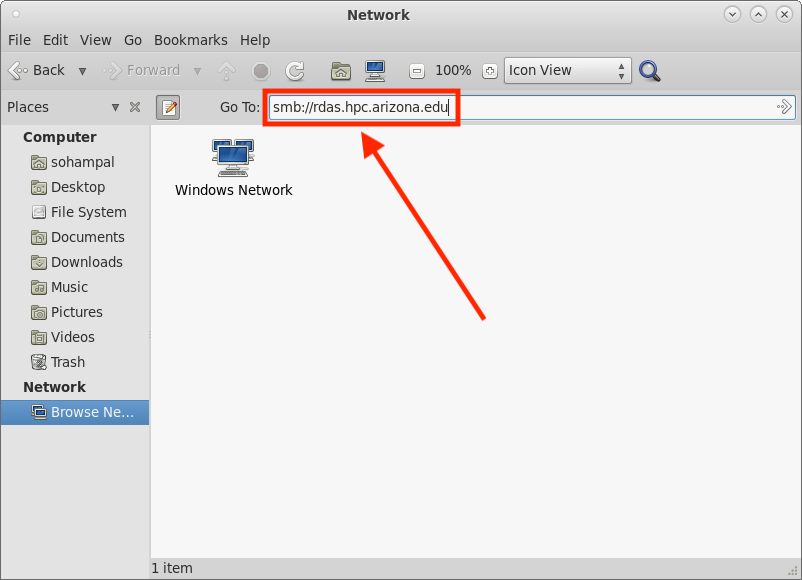 Network
File Edit View Go Bookmarks Help
Back Forward 100% Icon View
Places Go To: smb://rdas.hpc.arizona.edu
Computer
sohampal
Desktop
File System
Documents
Downloads
Music
Pictures
Videos
Trash
Network
Browse Ne...
Windows Network
1 item